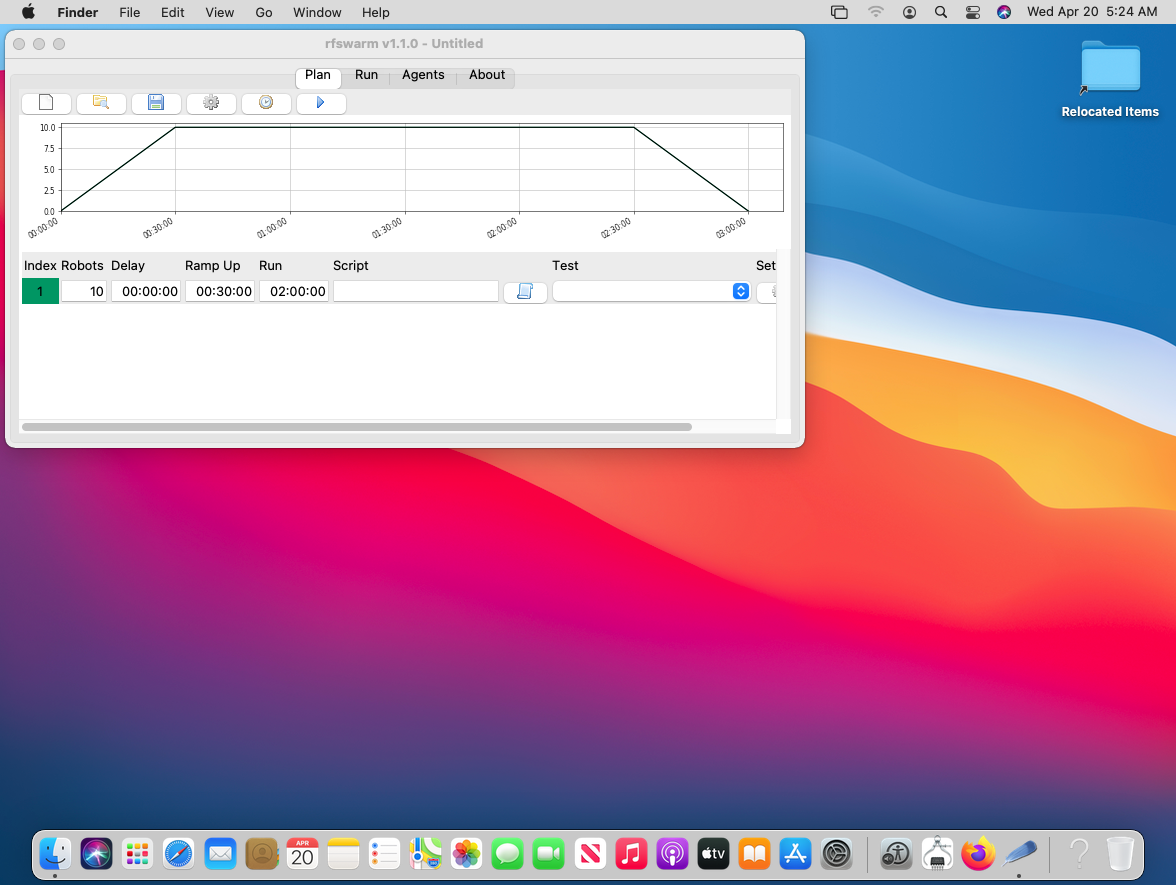 Finder File Edit View Go Window Help Wed Apr 20 5:24 AM
rfswarm v1.1.0 - Untitled
Plan Run Agents About
Relocated Items
10.0
7.5
5.0
2.5
0.0
00:00:00 00:30:00 01:00:00 01:30:00 02:00:00 02:30:00 03:00:00
Index Robots Delay Ramp Up Run Script Test Set
1 10 00:00:00 00:30:00 02:00:00
APR
20
tv